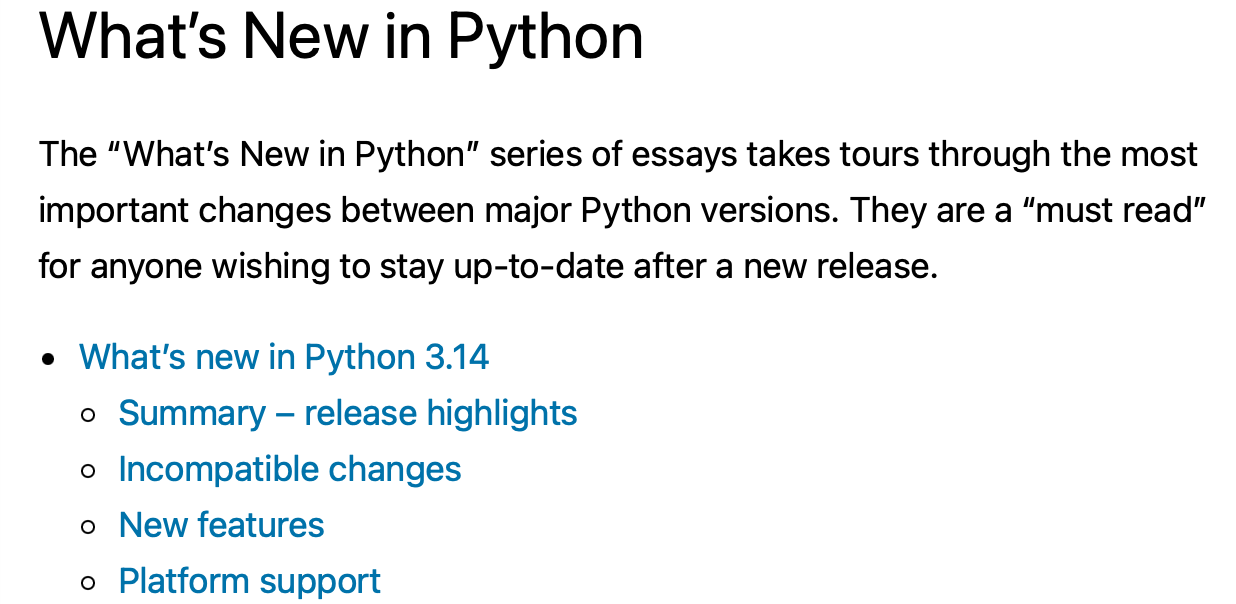 What’s New in Python
The “What’s New in Python” series of essays takes tours through the most
important changes between major Python versions. They are a “must read”
for anyone wishing to stay up-to-date after a new release.
What’s new in Python 3.14
Summary – release highlights
Incompatible changes
New features
Platform support